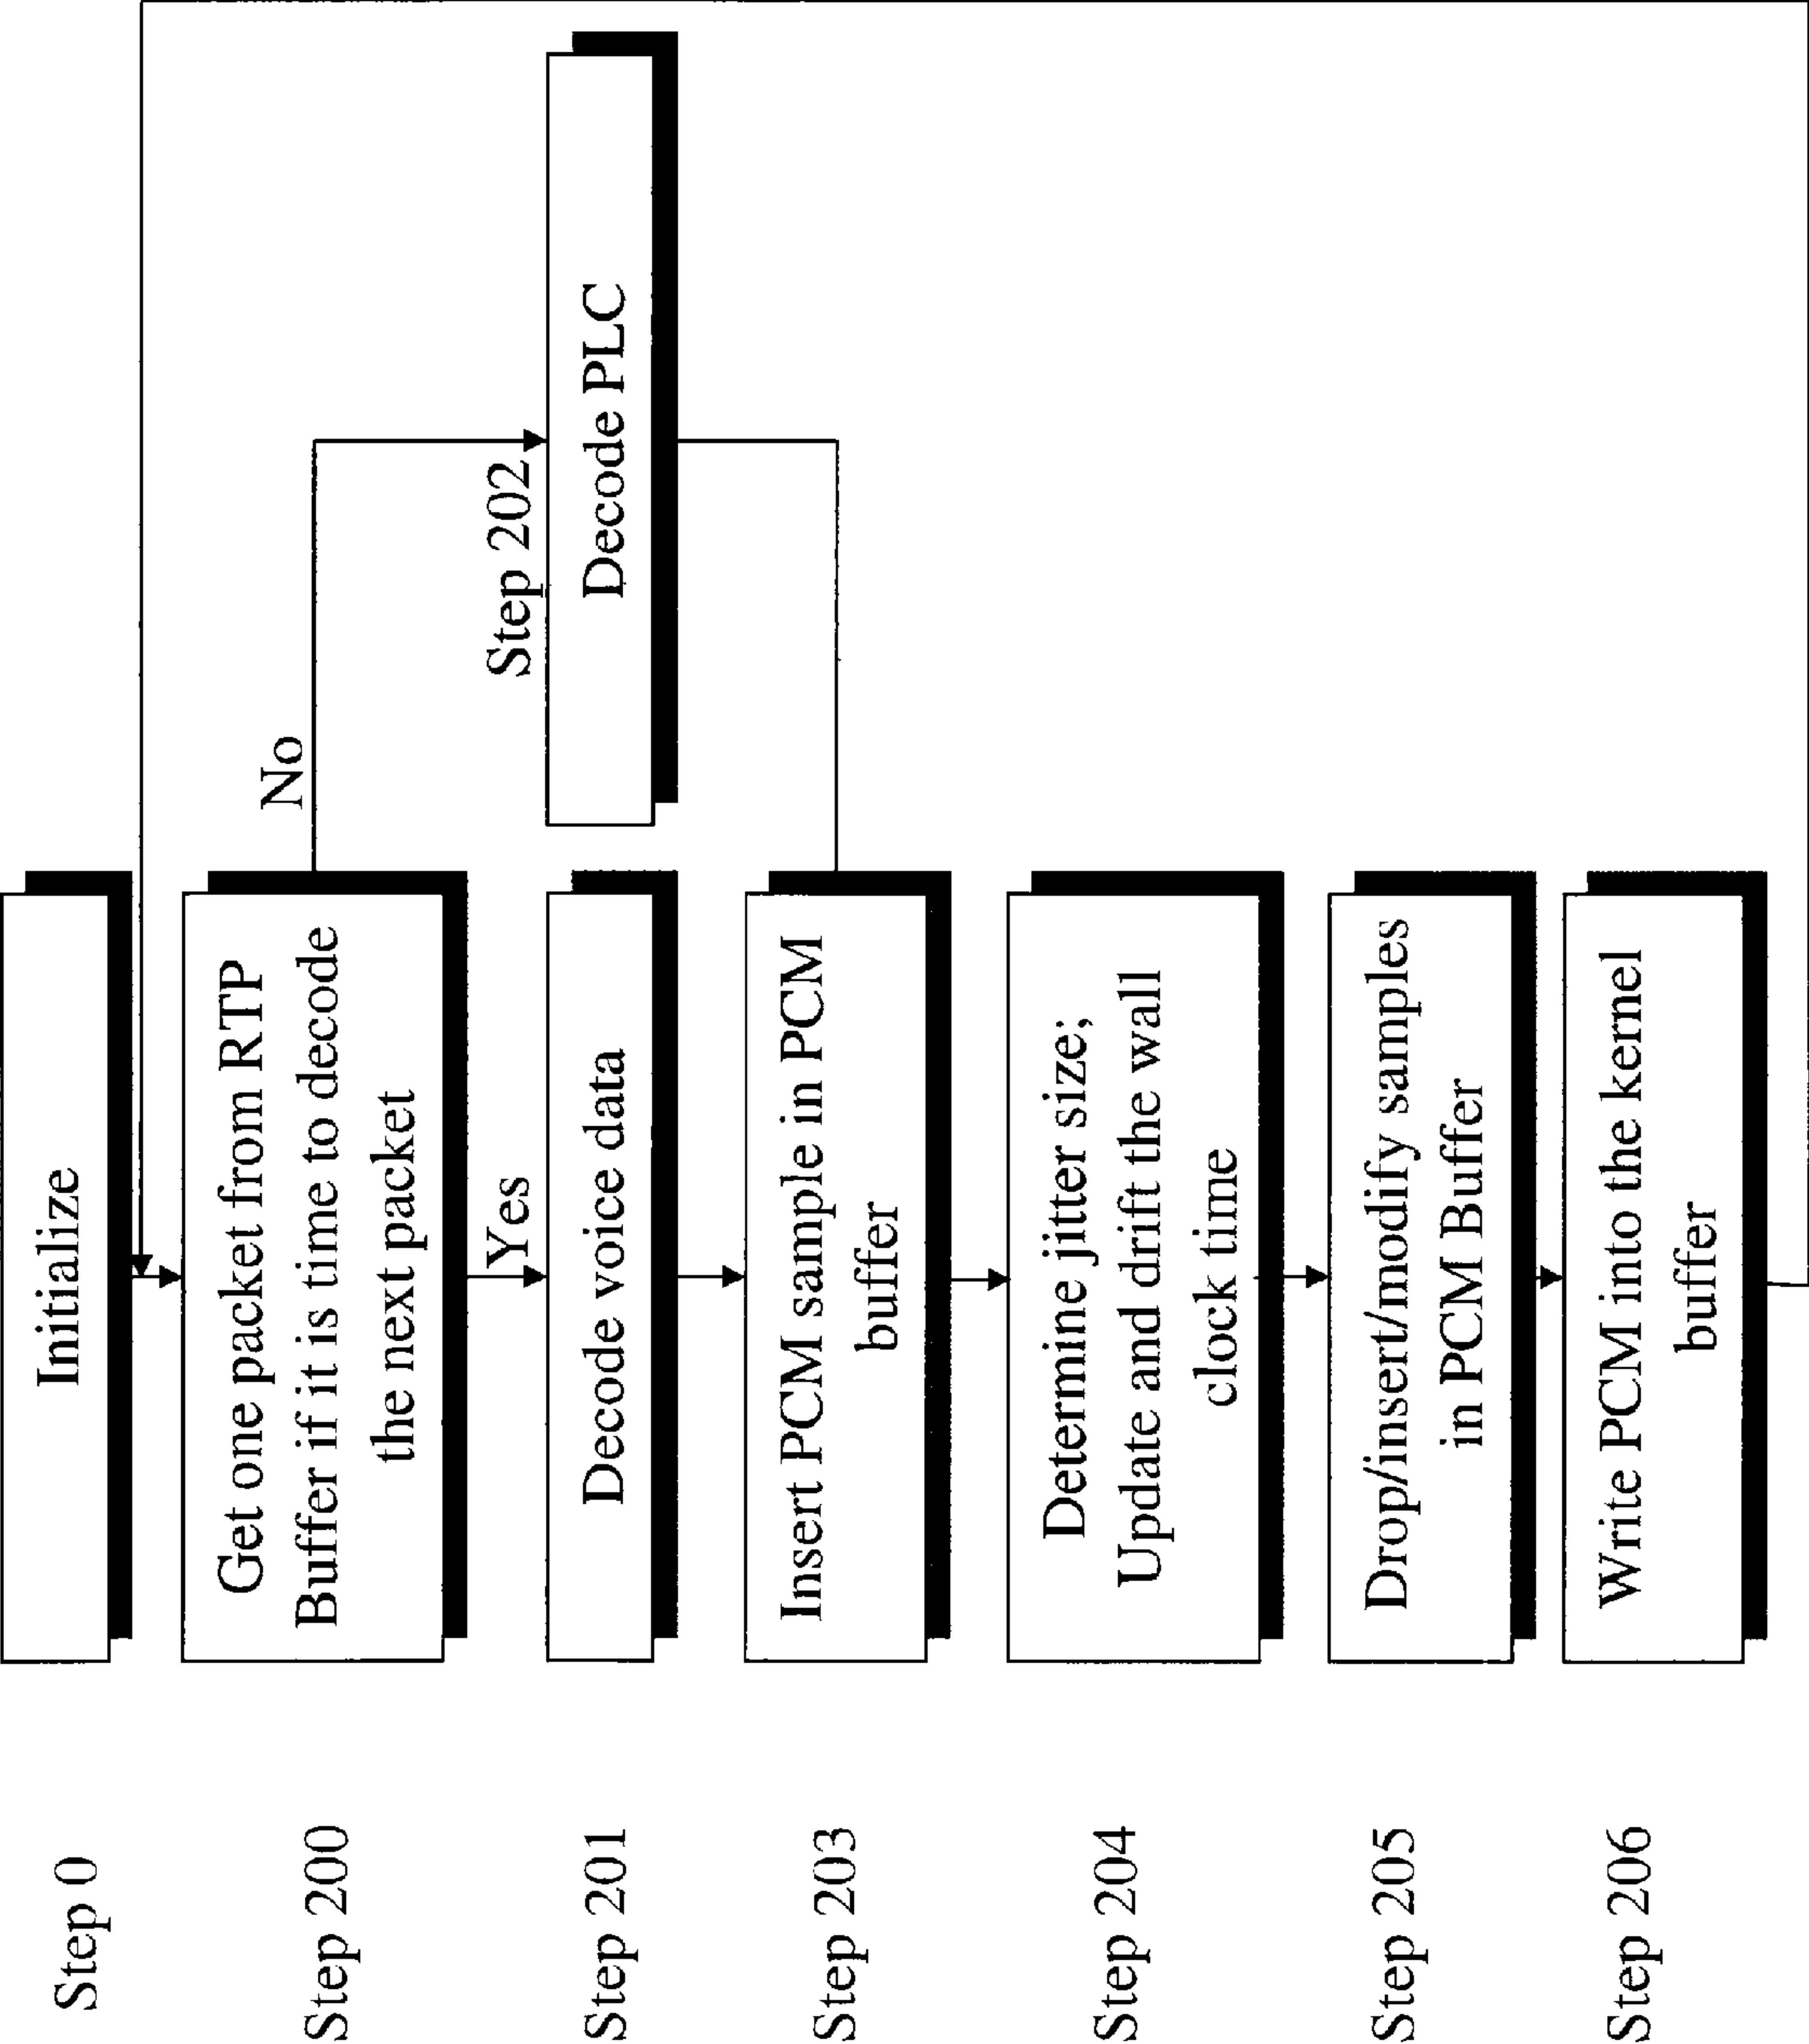 Step 0
Initialize
Step 200
Get one packet from RTP
Buffer if it is time to decode
the next packet
No
Yes
Step 201
Decode voice data
Step 202
Decode PLC
Step 203
Insert PCM sample in PCM
buffer
Step 204
Determine jitter size;
Update and drift the wall
clock time
Step 205
Drop/insert/modify samples
in PCM Buffer
Step 206
Write PCM into the kernel
buffer